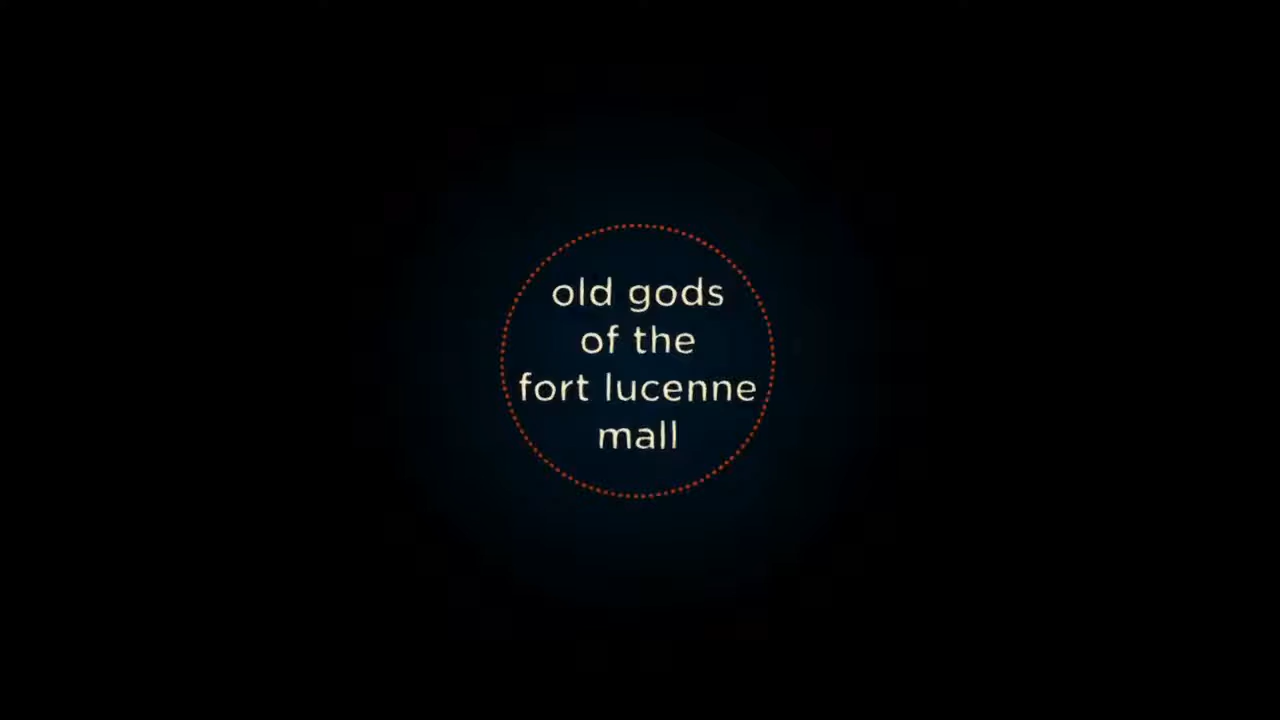 old gods
of the
fort lucenne
mall